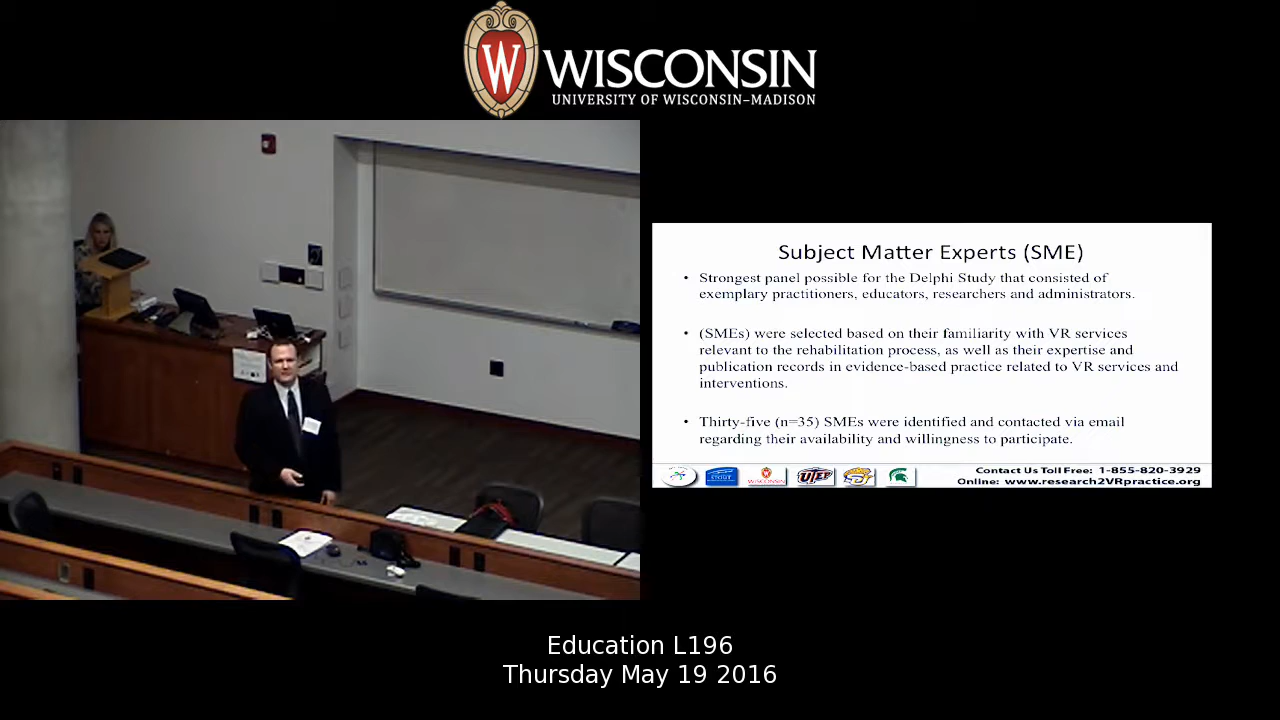 W
WISCONSIN
UNIVERSITY OF WISCONSIN–MADISON
Subject Matter Experts (SME)
• Strongest panel possible for the Delphi Study that consisted of
exemplary practitioners, educators, researchers and administrators.
• (SMEs) were selected based on their familiarity with VR services
relevant to the rehabilitation process, as well as their expertise and
publication records in evidence-based practice related to VR services and
interventions.
• Thirty-five (n=35) SMEs were identified and contacted via email
regarding their availability and willingness to participate.
STOUT
WISCONSIN
UTEP
Contact Us Toll Free: 1-855-820-3929
Online: www.research2VRpractice.org
Education L196
Thursday May 19 2016